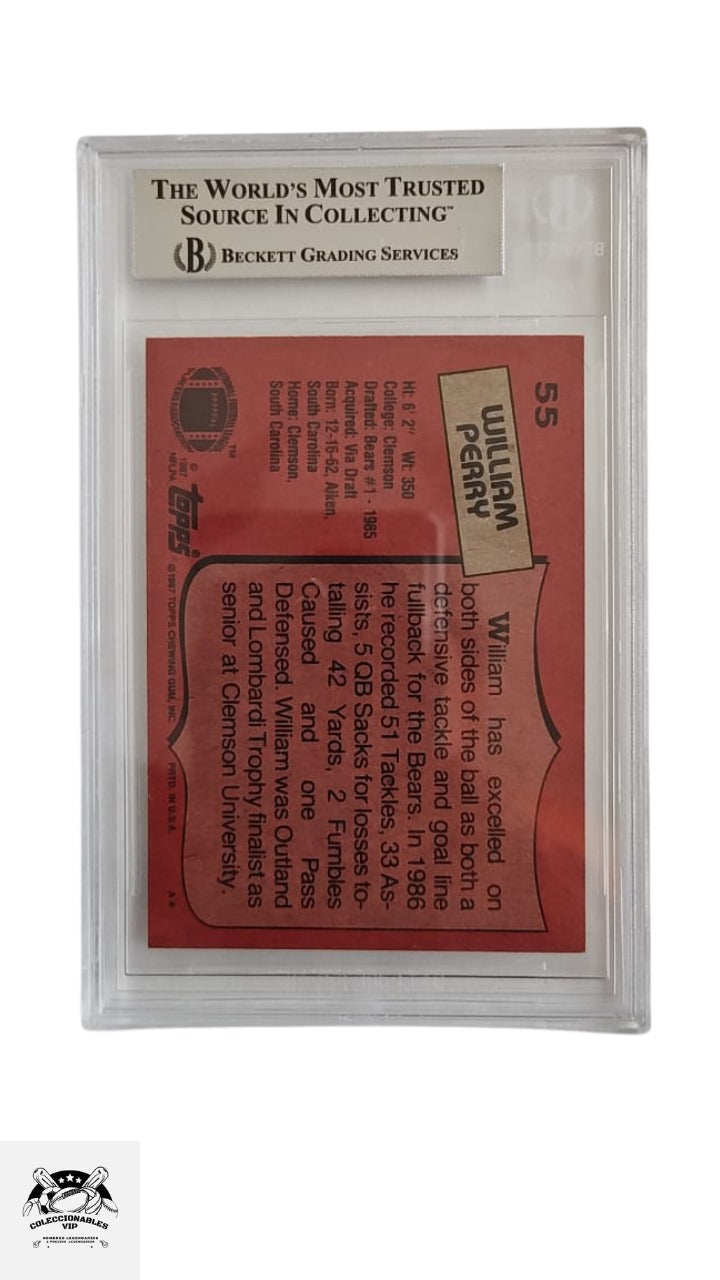 THE WORLD'S MOST TRUSTED
SOURCE IN COLLECTING™
B BECKETT GRADING SERVICES
55
WILLIAM
PERRY
Ht: 6' 2" Wt: 350
College: Clemson
Drafted: Bears #1 - 1985
Acquired: Via Draft
Born: 12-16-62, Aiken,
South Carolina
Home: Clemson,
South Carolina
William has excelled on
both sides of the ball as both a
defensive tackle and goal line
fullback for the Bears. In 1986
he recorded 51 Tackles, 33 As-
sists, 5 QB Sacks for losses to-
talling 42 Yards, 2 Fumbles
Caused and one Pass
Defensed. William was Outland
and Lombardi Trophy finalist as
senior at Clemson University.
TM
© 1987 NFLPA
topps®
© 1987 TOPPS CHEWING GUM, INC. PRTD. IN U.S.A.
COLECCIONABLES
VIP
HOMBRES LEGENDARIOS